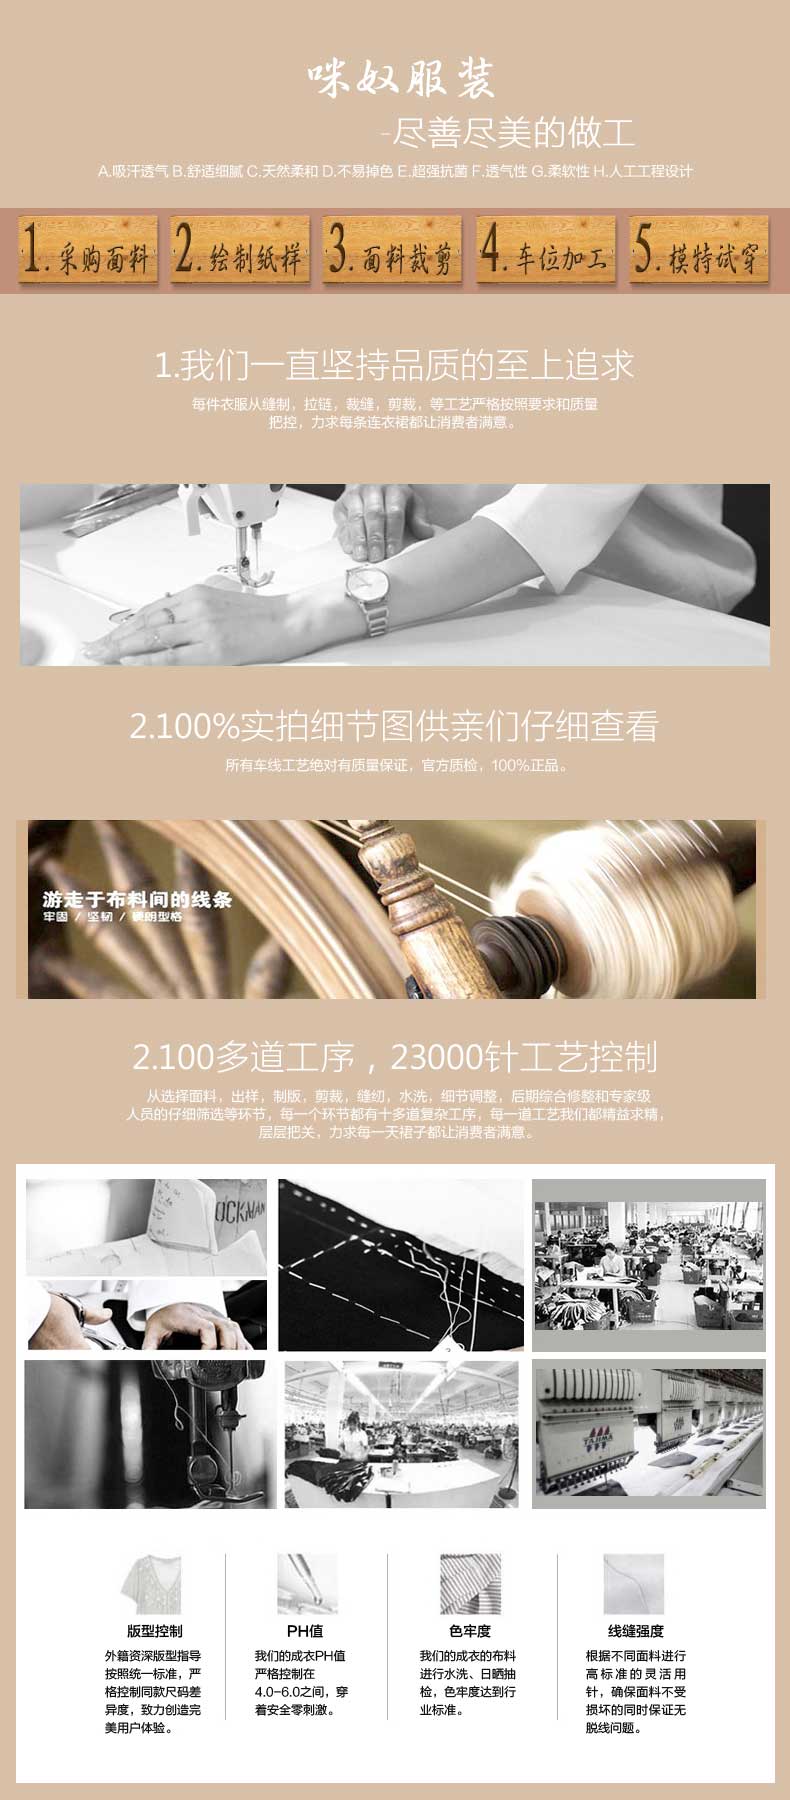 咪奴服装
-尽善尽美的做工
A.吸汗透气 B.舒适细腻 C.天然柔和 D.不易掉色 E.超强抗菌 F.透气性 G.柔软性 H.人工工程设计
1.采购面料 2.绘制纸样 3.面料裁剪 4.车位加工 5.模特试穿
1.我们一直坚持品质的至上追求
每件衣服从缝制，拉链，裁缝，剪裁，等工艺严格按照要求和质量
把控，力求每条连衣裙都让消费者满意。
2.100%实拍细节图供亲们仔细查看
所有车线工艺绝对有质量保证，官方质检，100%正品。
游走于布料间的线条
牢固 / 坚韧 / 硬朗型格
2.100多道工序，23000针工艺控制
从选择面料，出样，制版，剪裁，缝纫，水洗，细节调整，后期综合修整和专家级
人员的仔细筛选等环节，每一个环节都有十多道复杂工序，每一道工艺我们都精益求精，
层层把关，力求每一天裙子都让消费者满意。
OCKMAN
TAJIMA
版型控制
外籍资深版型指导
按照统一标准，严
格控制同款尺码差
异度，致力创造完
美用户体验。
PH值
我们的成衣PH值
严格控制在
4.0-6.0之间，穿
着安全零刺激。
色牢度
我们的成衣的布料
进行水洗、日晒抽
检，色牢度达到行
业标准。
线缝强度
根据不同面料进行
高标准的灵活用
针，确保面料不受
损坏的同时保证无
脱线问题。